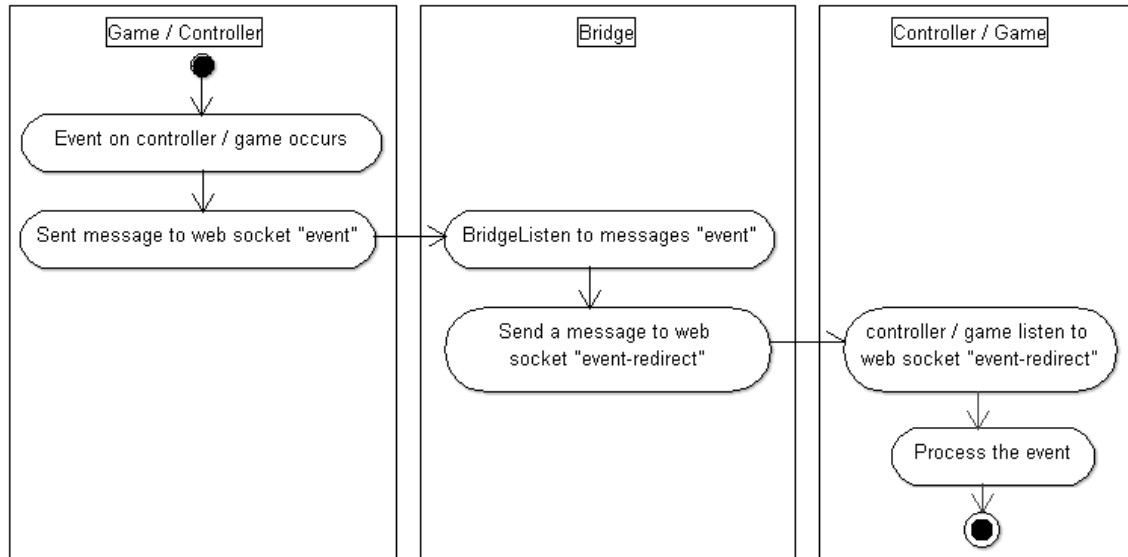 Game / Controller
Event on controller / game occurs
Sent message to web socket "event"
Bridge
BridgeListen to messages "event"
Send a message to web
socket "event-redirect"
Controller / Game
controller / game listen to
web socket "event-redirect"
Process the event